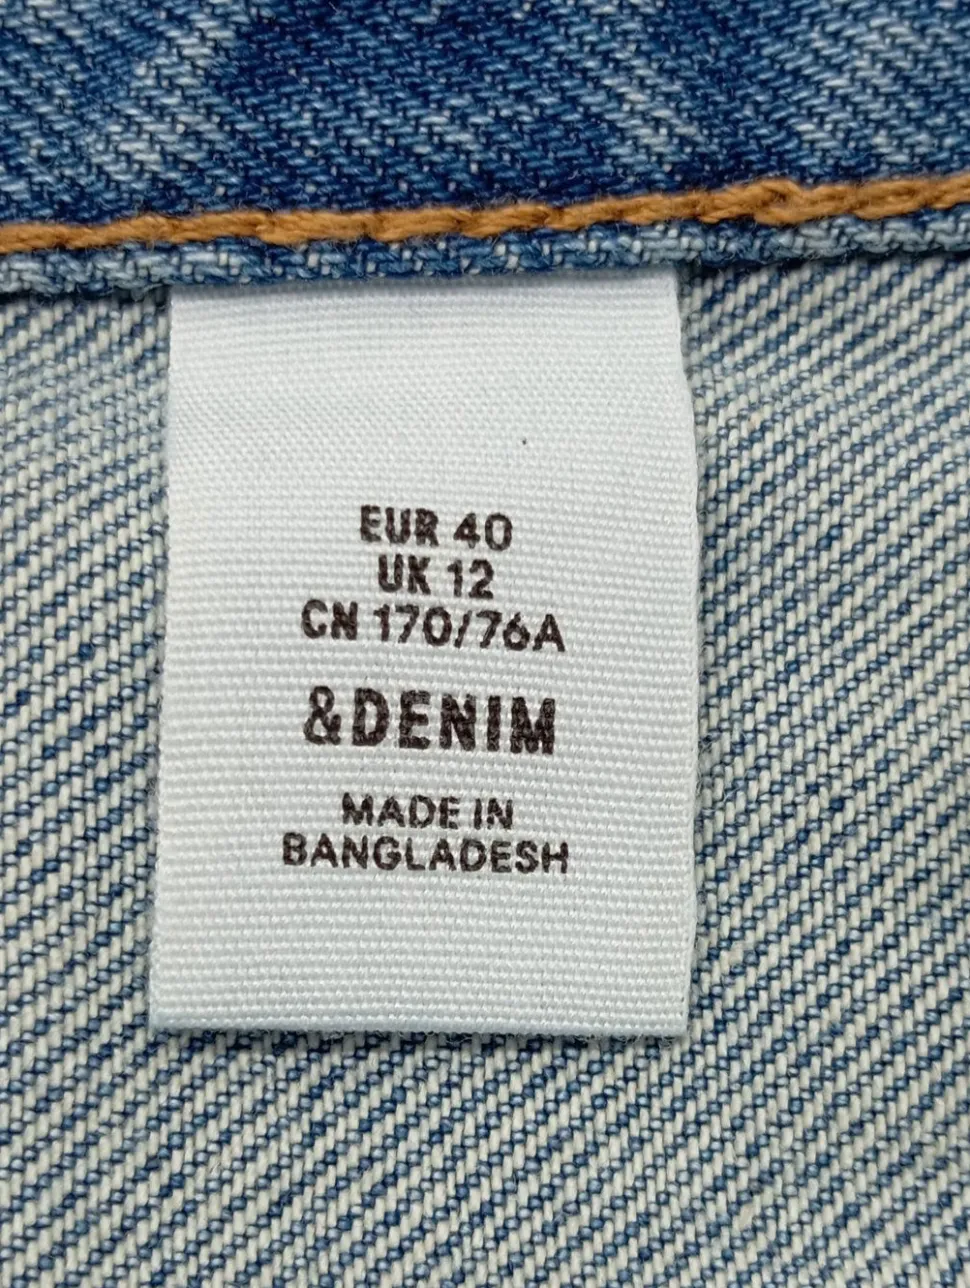 EUR 40
UK 12
CN 170/76A
&DENIM
MADE IN
BANGLADESH